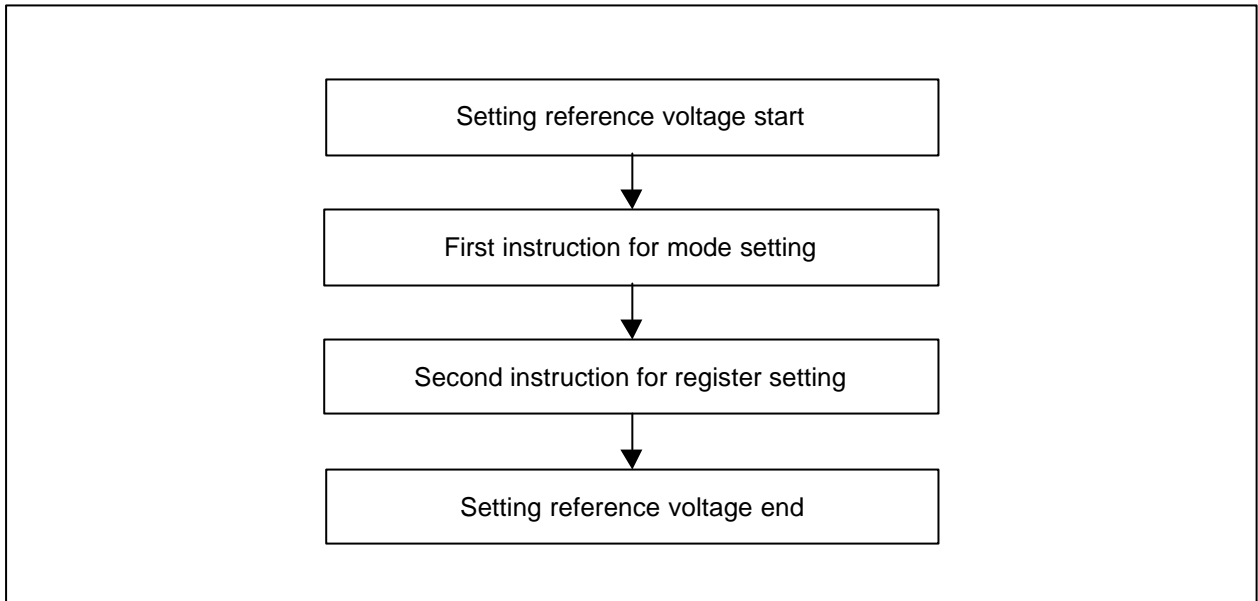 Setting reference voltage start
First instruction for mode setting
Second instruction for register setting
Setting reference voltage end